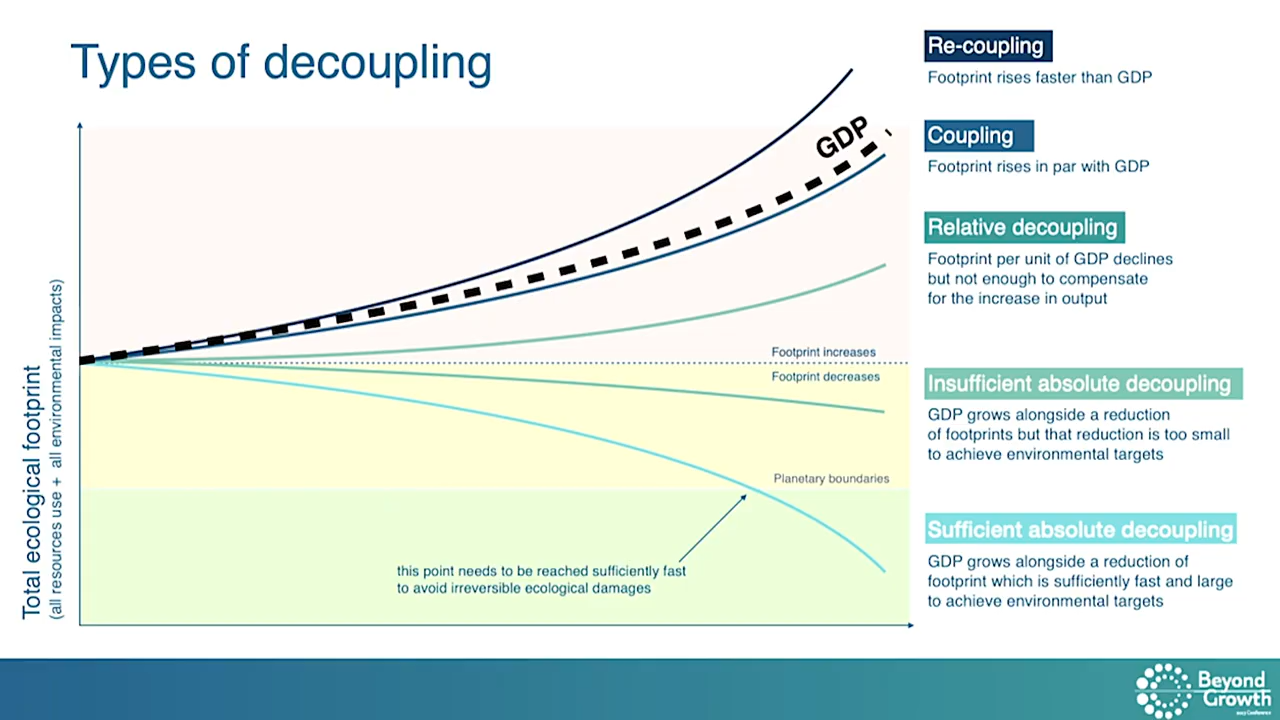 Types of decoupling
GDP
Footprint increases
Footprint decreases
Planetary boundaries
this point needs to be reached sufficiently fast
to avoid irreversible ecological damages
Total ecological footprint
(all resources use + all environmental impacts)
Re-coupling
Footprint rises faster than GDP
Coupling
Footprint rises in par with GDP
Relative decoupling
Footprint per unit of GDP declines
but not enough to compensate
for the increase in output
Insufficient absolute decoupling
GDP grows alongside a reduction
of footprints but that reduction is too small
to achieve environmental targets
Sufficient absolute decoupling
GDP grows alongside a reduction of
footprint which is sufficiently fast and large
to achieve environmental targets
Beyond
Growth
Conference